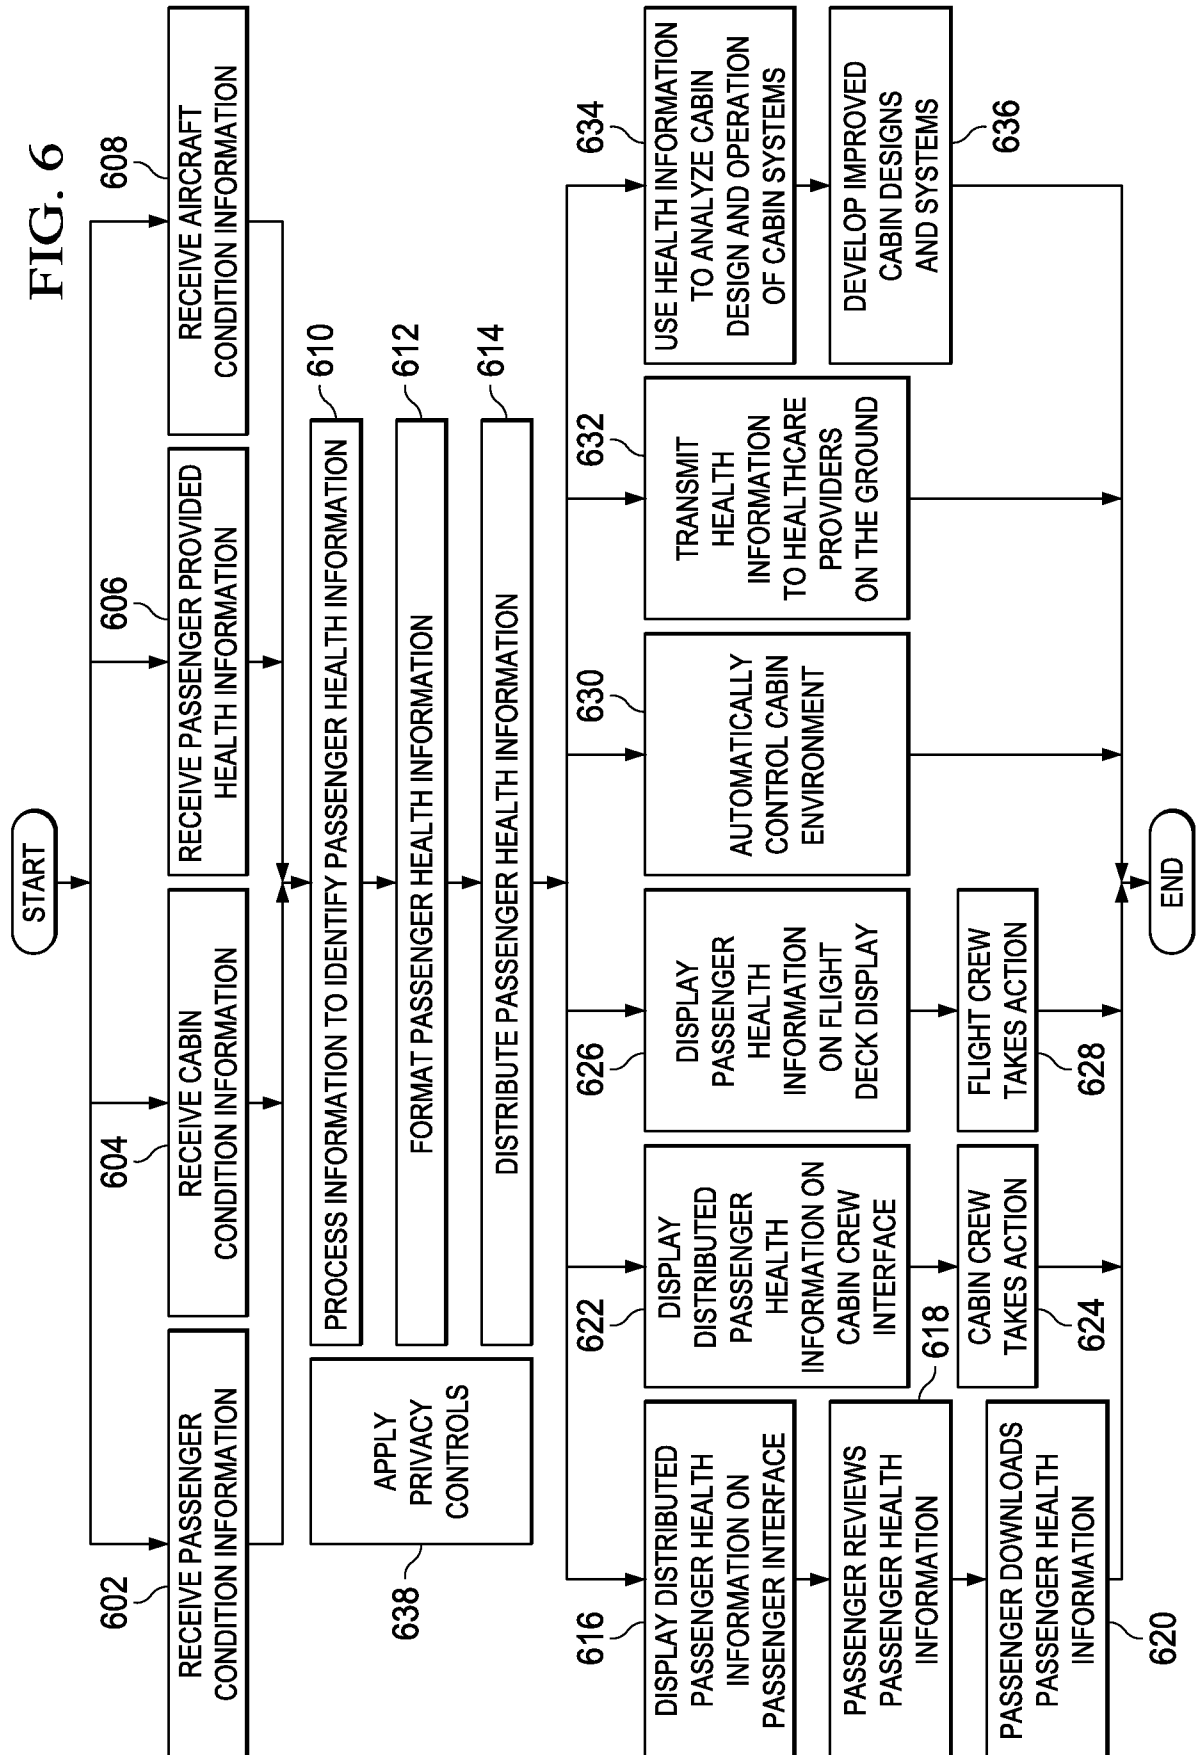 FIG. 6
START
602
RECEIVE PASSENGER
CONDITION INFORMATION
604
RECEIVE CABIN
CONDITION INFORMATION
606
RECEIVE PASSENGER PROVIDED
HEALTH INFORMATION
608
RECEIVE AIRCRAFT
CONDITION INFORMATION
638
APPLY
PRIVACY
CONTROLS
PROCESS INFORMATION TO IDENTIFY PASSENGER HEALTH INFORMATION
610
FORMAT PASSENGER HEALTH INFORMATION
612
DISTRIBUTE PASSENGER HEALTH INFORMATION
614
616
DISPLAY DISTRIBUTED
PASSENGER HEALTH
INFORMATION ON
PASSENGER INTERFACE
618
PASSENGER REVIEWS
PASSENGER HEALTH
INFORMATION
PASSENGER DOWNLOADS
PASSENGER HEALTH
INFORMATION
620
622
DISPLAY
DISTRIBUTED
PASSENGER
HEALTH
INFORMATION ON
CABIN CREW
INTERFACE
CABIN CREW
TAKES ACTION
624
626
DISPLAY
PASSENGER
HEALTH
INFORMATION
ON FLIGHT
DECK DISPLAY
FLIGHT CREW
TAKES ACTION
628
630
AUTOMATICALLY
CONTROL CABIN
ENVIRONMENT
632
TRANSMIT
HEALTH
INFORMATION
TO HEALTHCARE
PROVIDERS
ON THE GROUND
634
USE HEALTH INFORMATION
TO ANALYZE CABIN
DESIGN AND OPERATION
OF CABIN SYSTEMS
DEVELOP IMPROVED
CABIN DESIGNS
AND SYSTEMS
636
END